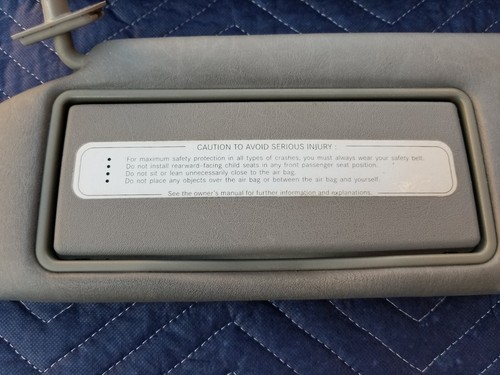 CAUTION TO AVOID SERIOUS INJURY:
• For maximum safety protection in all types of crashes, you must always wear your safety belt.
• Do not install rearward-facing child seats in any front passenger seat position.
• Do not sit or lean unnecessarily close to the air bag.
• Do not place any objects over the air bag or between the air bag and yourself.
See the owner's manual for further information and explanations.